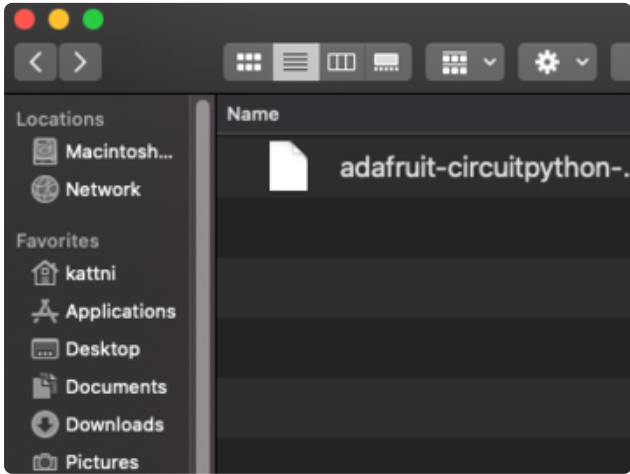 Locations
Macintosh...
Network
Favorites
kattni
Applications
Desktop
Documents
Downloads
Pictures
Name
adafruit-circuitpython-.